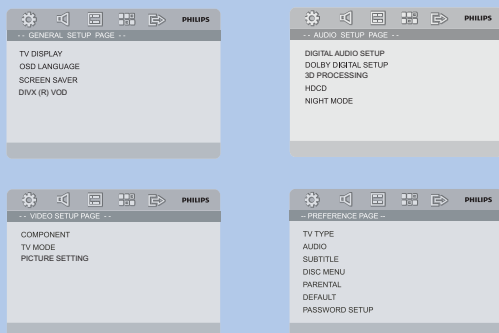 PHILIPS
- - GENERAL SETUP PAGE - -
TV DISPLAY
OSD LANGUAGE
SCREEN SAVER
DIVX (R) VOD
PHILIPS
- - AUDIO SETUP PAGE - -
DIGITAL AUDIO SETUP
DOLBY DIGITAL SETUP
3D PROCESSING
HDCD
NIGHT MODE
PHILIPS
- - VIDEO SETUP PAGE - -
COMPONENT
TV MODE
PICTURE SETTING
PHILIPS
-- PREFERENCE PAGE --
TV TYPE
AUDIO
SUBTITLE
DISC MENU
PARENTAL
DEFAULT
PASSWORD SETUP